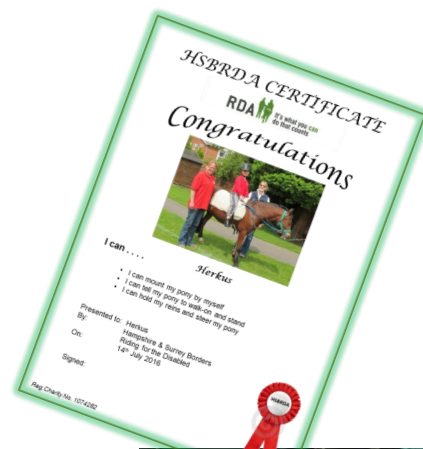 HSBRDA CERTIFICATE
RDA It's what you can
do that counts
Congratulations
Herkus
I can . . . .
• I can mount my pony by myself
• I can tell my pony to walk-on and stand
• I can hold my reins and steer my pony
Presented to: Herkus
By: Hampshire & Surrey Borders
Riding for the Disabled
On: 14th July 2016
Signed:
Reg.Charity No. 1074262
HSBRDA